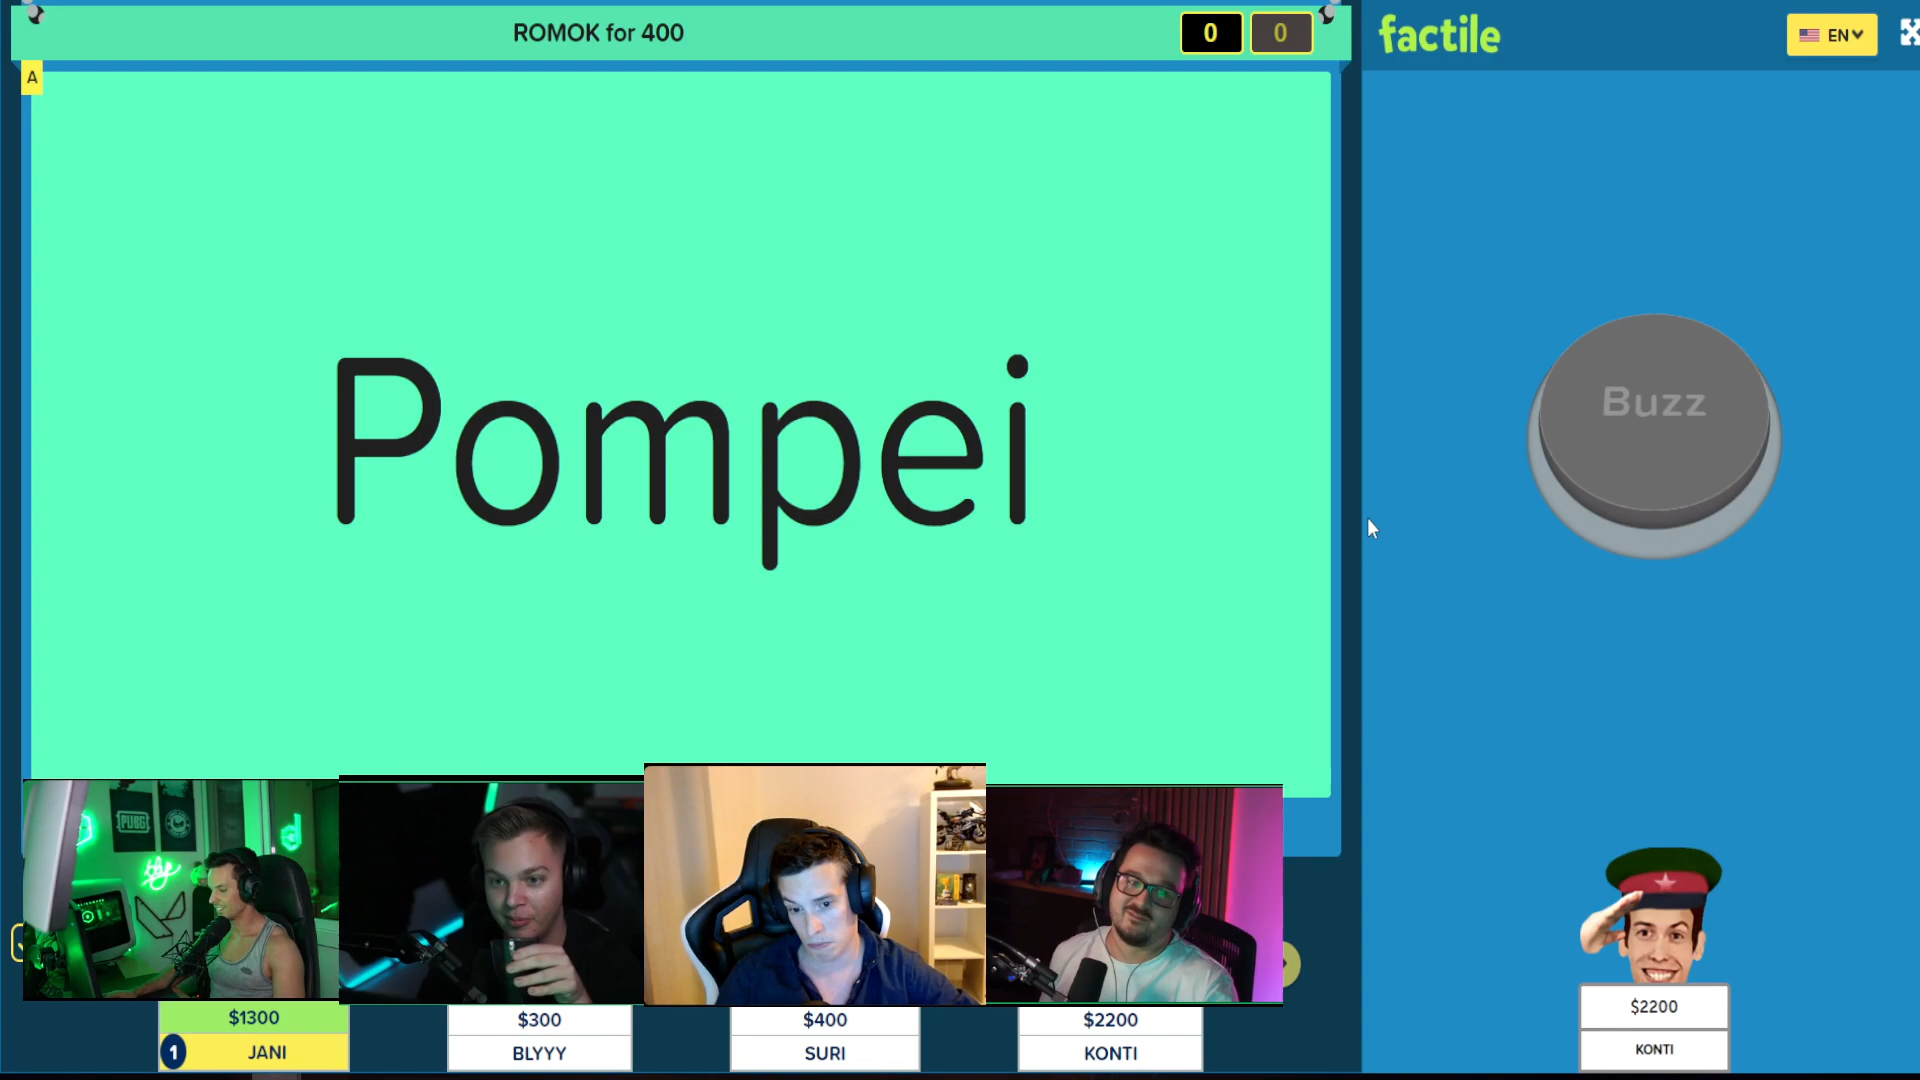 ROMOK for 400
0
0
factile
EN
A
Pompei
Buzz
PUBG
$1300
1
JANI
$300
BLYYY
$400
SURI
$2200
KONTI
$2200
KONTI